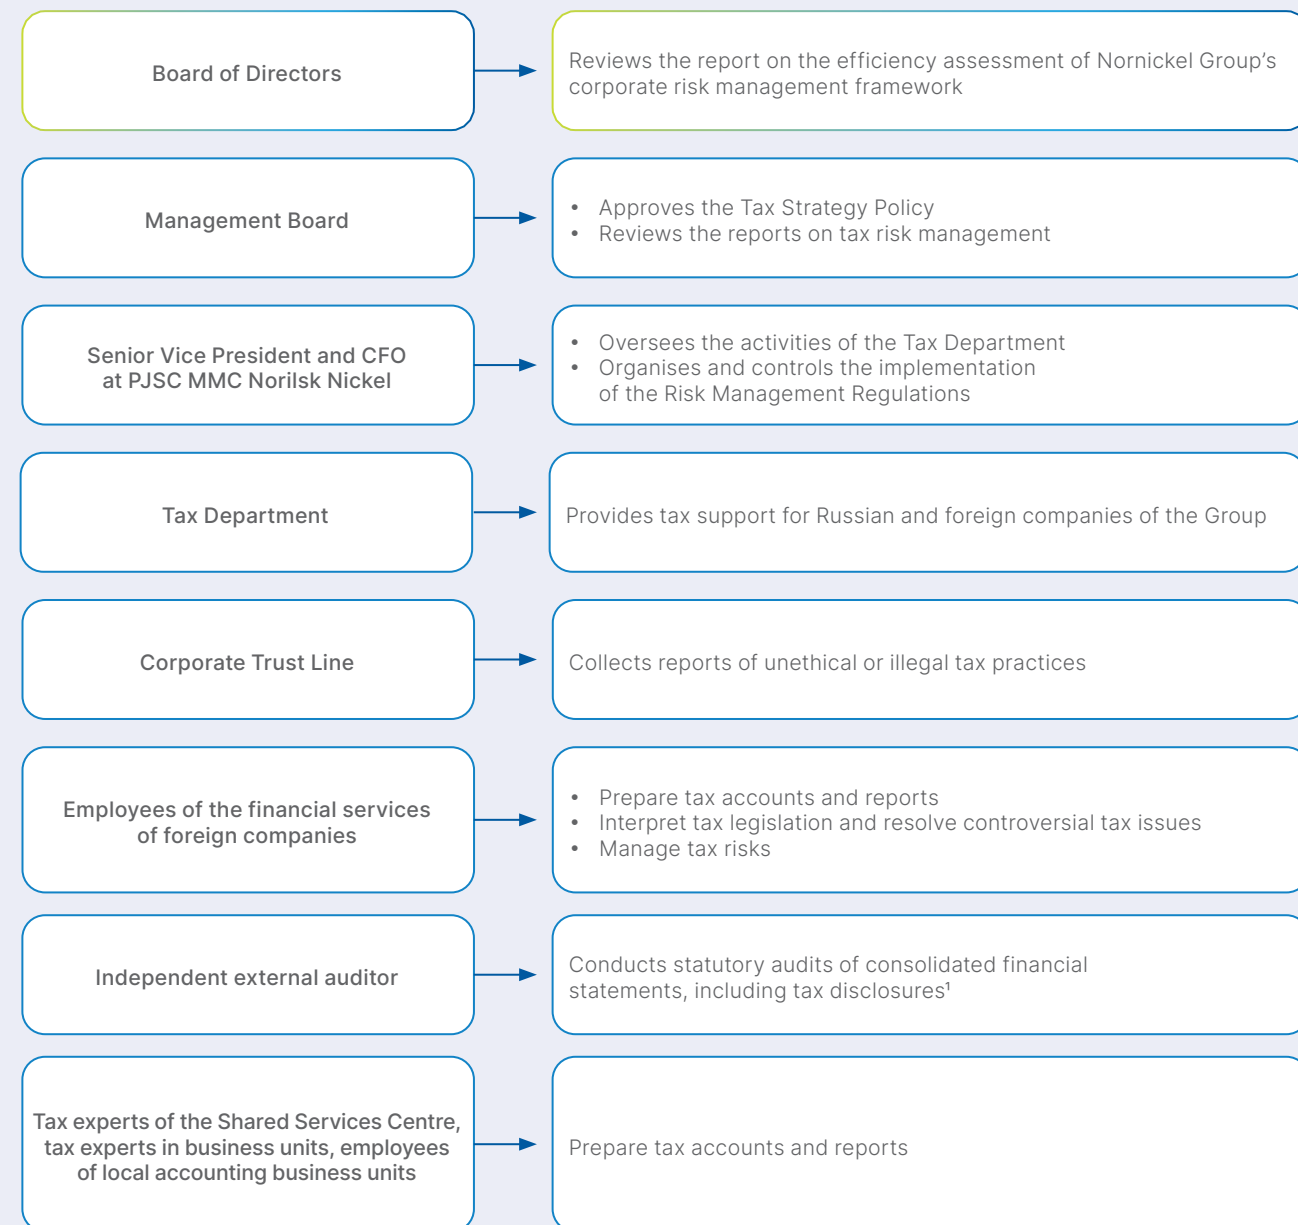 Board of Directors
Reviews the report on the efficiency assessment of Nornickel Group’s
corporate risk management framework
Management Board
• Approves the Tax Strategy Policy
• Reviews the reports on tax risk management
Senior Vice President and CFO
at PJSC MMC Norilsk Nickel
• Oversees the activities of the Tax Department
• Organises and controls the implementation
of the Risk Management Regulations
Tax Department
Provides tax support for Russian and foreign companies of the Group
Corporate Trust Line
Collects reports of unethical or illegal tax practices
Employees of the financial services
of foreign companies
• Prepare tax accounts and reports
• Interpret tax legislation and resolve controversial tax issues
• Manage tax risks
Independent external auditor
Conducts statutory audits of consolidated financial
statements, including tax disclosures¹
Tax experts of the Shared Services Centre,
tax experts in business units, employees
of local accounting business units
Prepare tax accounts and reports